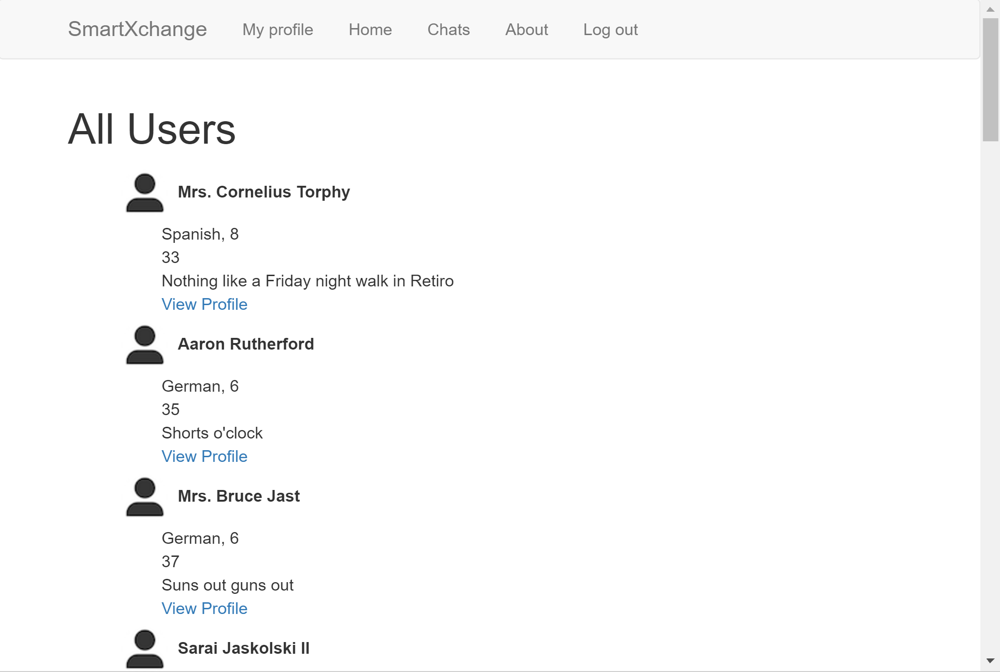 SmartXchange My profile Home Chats About Log out
All Users
Mrs. Cornelius Torphy
Spanish, 8
33
Nothing like a Friday night walk in Retiro
View Profile
Aaron Rutherford
German, 6
35
Shorts o'clock
View Profile
Mrs. Bruce Jast
German, 6
37
Suns out guns out
View Profile
Sarai Jaskolski II